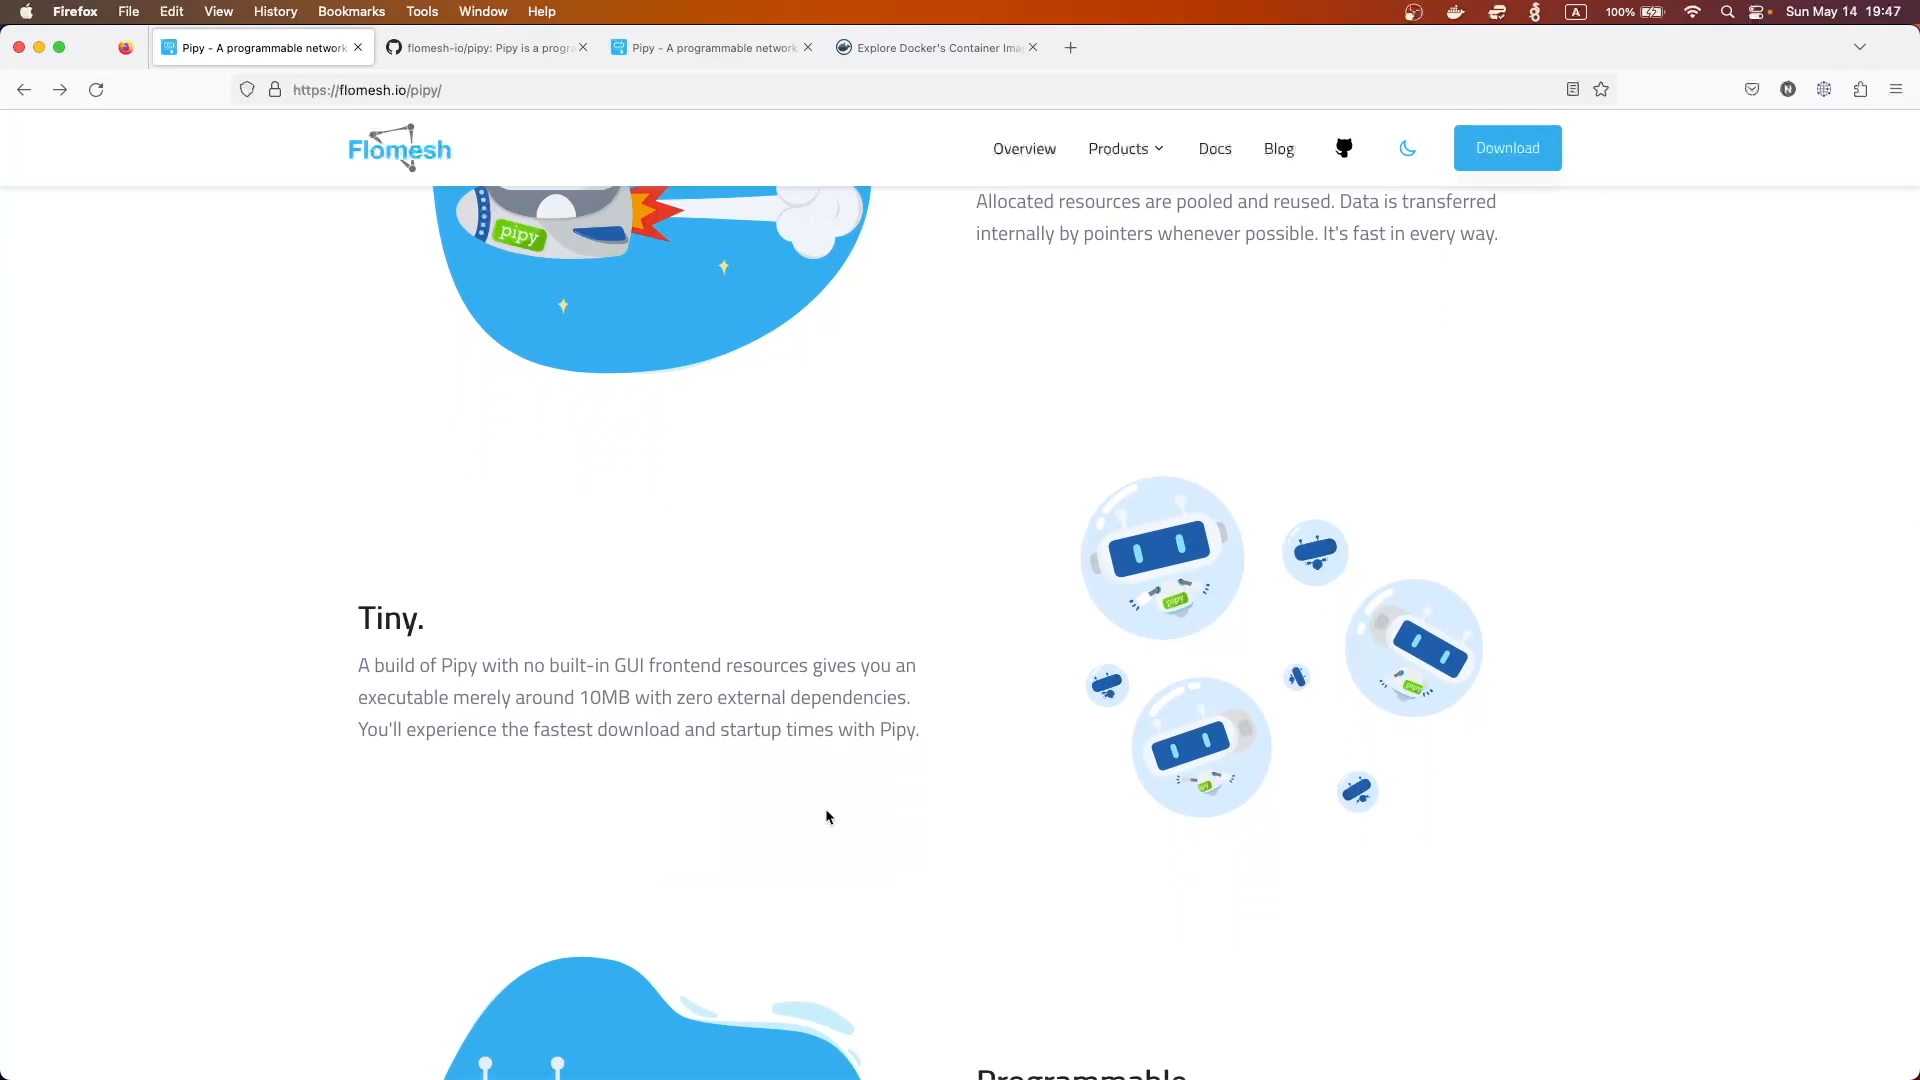 Firefox File Edit View History Bookmarks Tools Window Help A 100% Sun May 14 19:47
Pipy - A programmable network flomesh-io/pipy: Pipy is a progra Pipy - A programmable network Explore Docker's Container Ima
https://flomesh.io/pipy/
Flomesh Overview Products Docs Blog Download
Allocated resources are pooled and reused. Data is transferred
internally by pointers whenever possible. It's fast in every way.
pipy
Tiny.
A build of Pipy with no built-in GUI frontend resources gives you an
executable merely around 10MB with zero external dependencies.
You'll experience the fastest download and startup times with Pipy.
pipy
pipy
Programmable